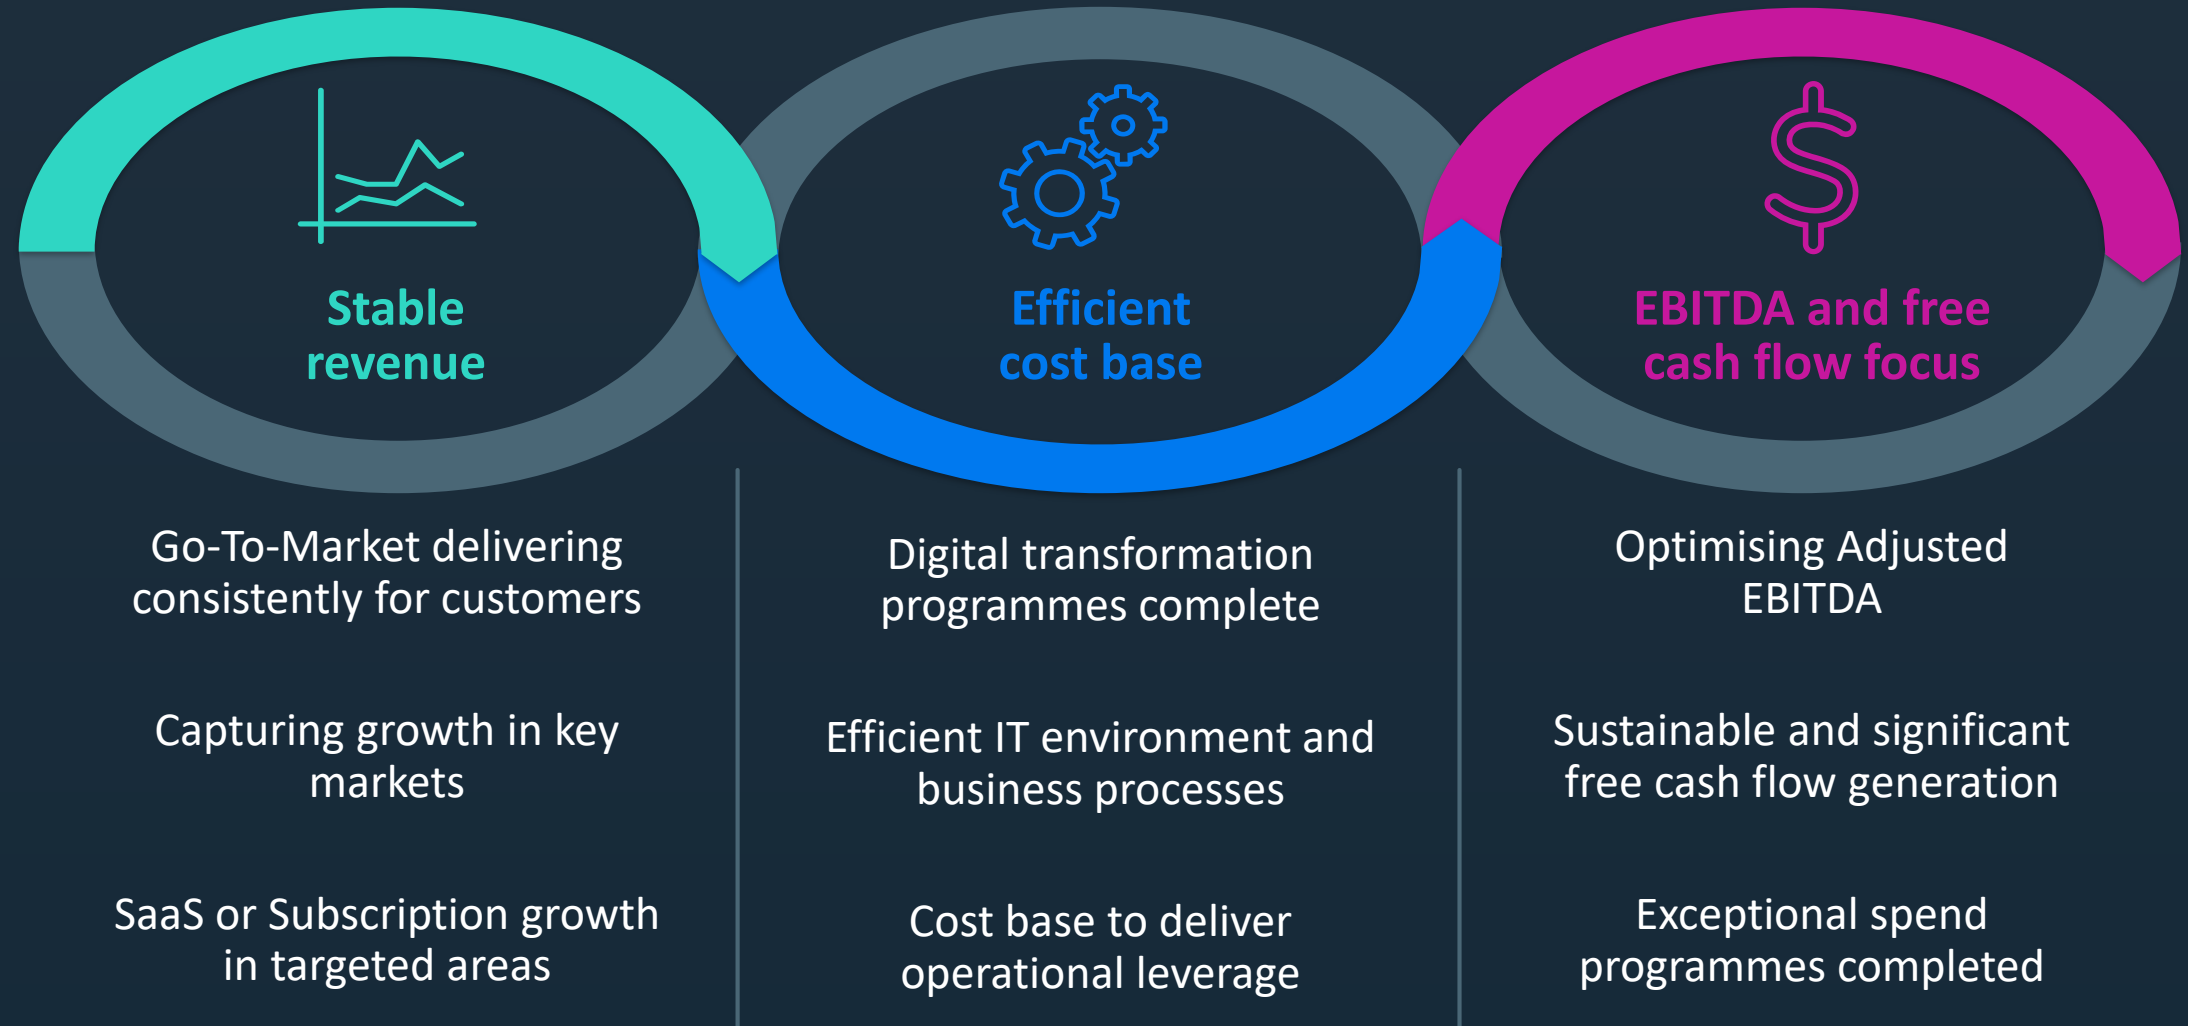 Stable
revenue
Go-To-Market delivering
consistently for customers
Capturing growth in key
markets
SaaS or Subscription growth
in targeted areas
Efficient
cost base
Digital transformation
programmes complete
Efficient IT environment and
business processes
Cost base to deliver
operational leverage
EBITDA and free
cash flow focus
Optimising Adjusted
EBITDA
Sustainable and significant
free cash flow generation
Exceptional spend
programmes completed